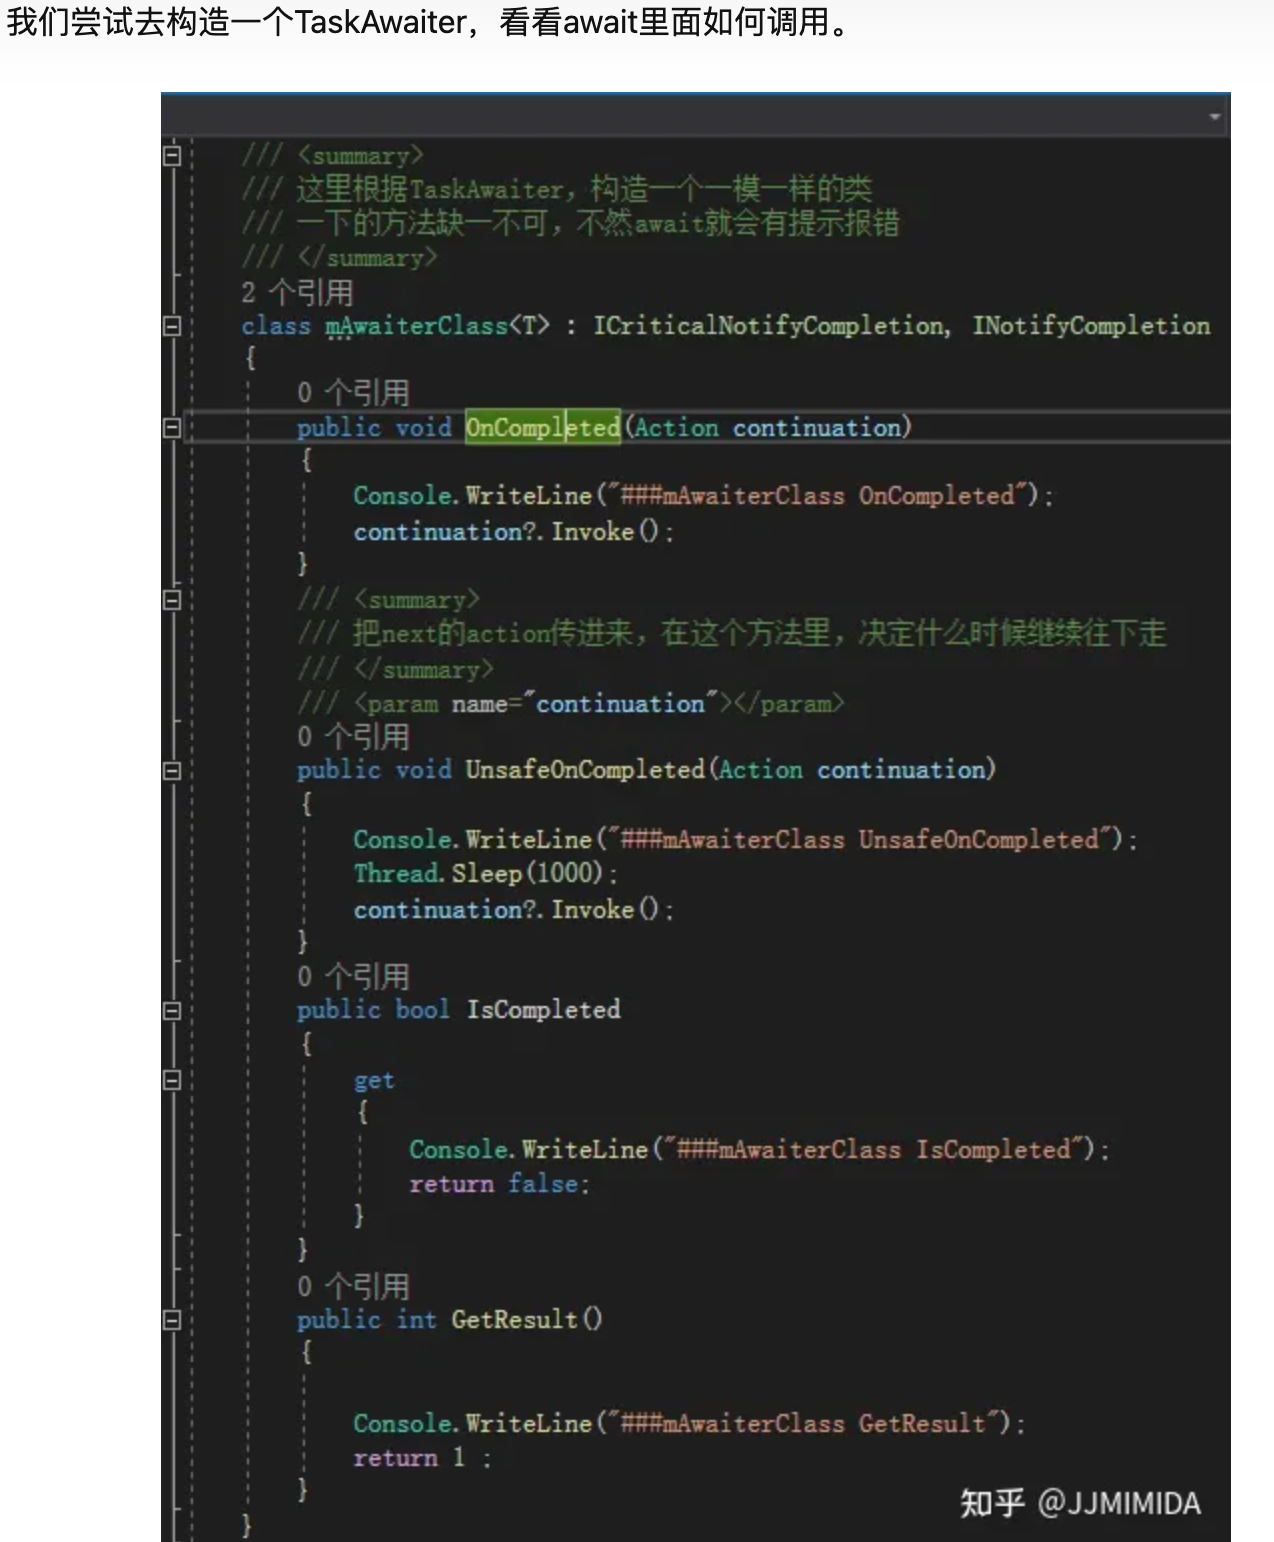 我们尝试去构造一个TaskAwaiter，看看await里面如何调用。
/// <summary>
/// 这里根据TaskAwaiter，构造一个一模一样的类
/// 一下的方法缺一不可，不然await就会有提示报错
/// </summary>
2 个引用
class mAwaiterClass<T> : ICriticalNotifyCompletion, INotifyCompletion
{
0 个引用
public void OnCompleted(Action continuation)
{
Console.WriteLine("###mAwaiterClass OnCompleted");
continuation?.Invoke();
}
/// <summary>
/// 把next的action传进来，在这个方法里，决定什么时候继续往下走
/// </summary>
/// <param name="continuation"></param>
0 个引用
public void UnsafeOnCompleted(Action continuation)
{
Console.WriteLine("###mAwaiterClass UnsafeOnCompleted");
Thread.Sleep(1000);
continuation?.Invoke();
}
0 个引用
public bool IsCompleted
{
get
{
Console.WriteLine("###mAwaiterClass IsCompleted");
return false;
}
}
0 个引用
public int GetResult()
{
Console.WriteLine("###mAwaiterClass GetResult");
return 1 ;
}
}
知乎 @JJMIMIDA